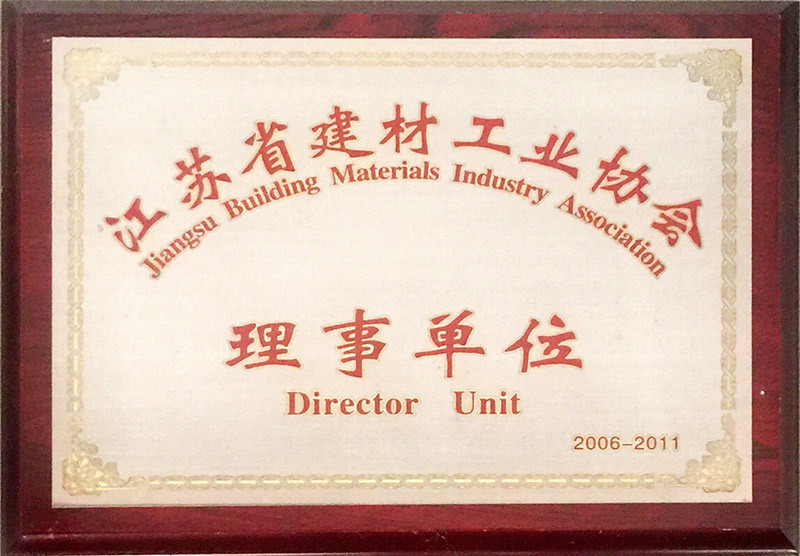 江苏省建材工业协会
Jiangsu Building Materials Industry Association
理事单位
Director Unit
2006-2011